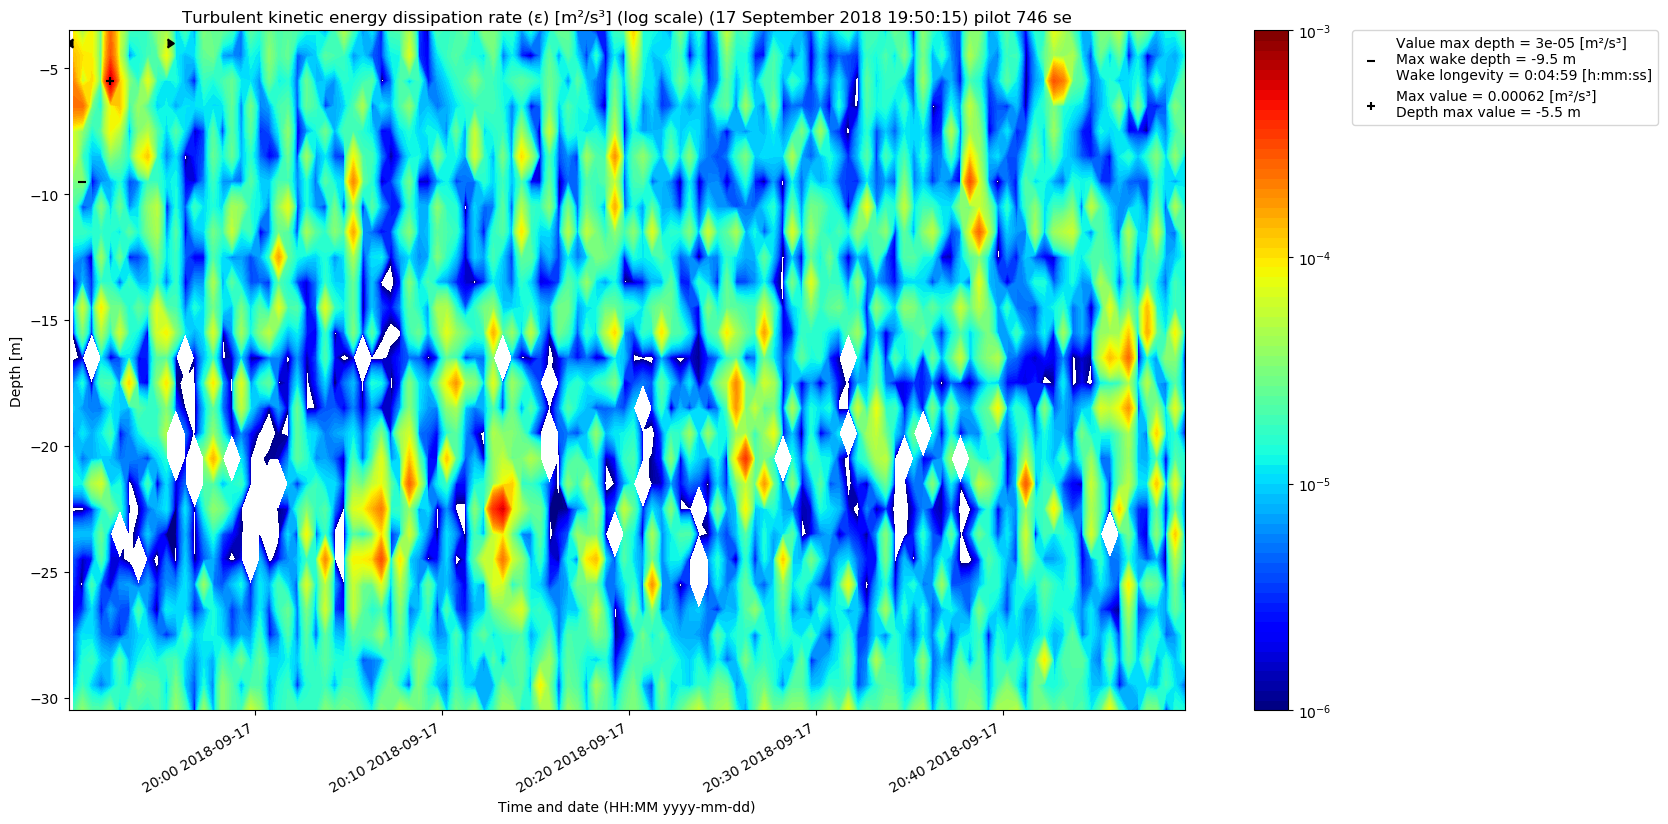 Turbulent kinetic energy dissipation rate (ε) [m²/s³] (log scale) (17 September 2018 19:50:15) pilot 746 se
Depth [m]
−5
−10
−15
−20
−25
−30
20:00 2018-09-17
20:10 2018-09-17
20:20 2018-09-17
20:30 2018-09-17
20:40 2018-09-17
Time and date (HH:MM yyyy-mm-dd)
10⁻³
10⁻⁴
10⁻⁵
10⁻⁶
Value max depth = 3e-05 [m²/s³]
Max wake depth = -9.5 m
Wake longevity = 0:04:59 [h:mm:ss]
Max value = 0.00062 [m²/s³]
Depth max value = -5.5 m